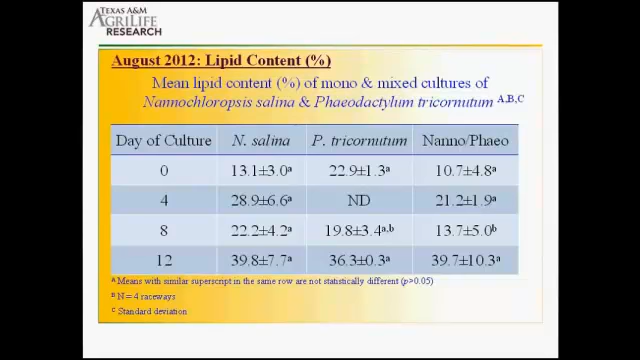 TEXAS A&M
AGRILIFE
RESEARCH
August 2012: Lipid Content (%)
Mean lipid content (%) of mono & mixed cultures of
Nannochloropsis salina & Phaeodactylum tricornutum A,B,C
Day of Culture N. salina P. tricornutum Nanno/Phaeo
0 13.1±3.0a 22.9±1.3a 10.7±4.8a
4 28.9±6.6a ND 21.2±1.9a
8 22.2±4.2a 19.8±3.4a,b 13.7±5.0b
12 39.8±7.7a 36.3±0.3a 39.7±10.3a
A Means with similar superscript in the same row are not statistically different (p>0.05)
B N = 4 raceways
C Standard deviation